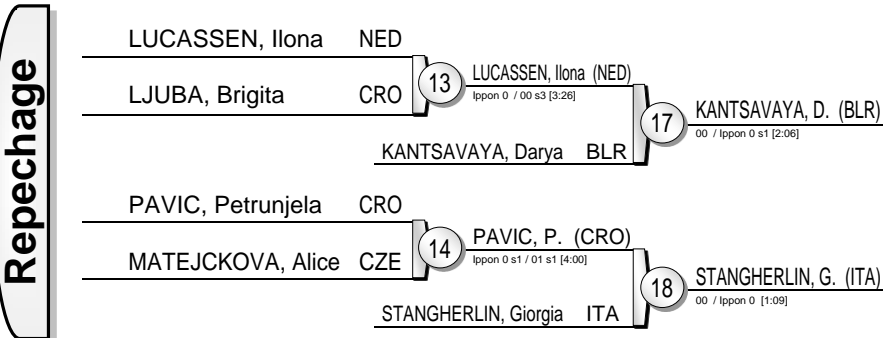 Repechage
LUCASSEN, Ilona NED
LJUBA, Brigita CRO
13
LUCASSEN, Ilona (NED)
Ippon 0 / 00 s3 [3:26]
KANTSAVAYA, Darya BLR
17
KANTSAVAYA, D. (BLR)
00 / Ippon 0 s1 [2:06]
PAVIC, Petrunjela CRO
MATEJCKOVA, Alice CZE
14
PAVIC, P. (CRO)
Ippon 0 s1 / 01 s1 [4:00]
STANGHERLIN, Giorgia ITA
18
STANGHERLIN, G. (ITA)
00 / Ippon 0 [1:09]